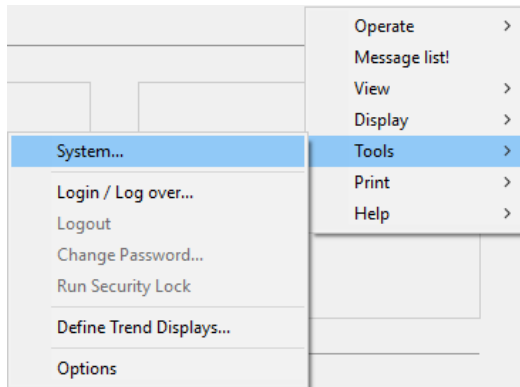 Operate
Message list!
View
Display
Tools
Print
Help
System...
Login / Log over...
Logout
Change Password...
Run Security Lock
Define Trend Displays...
Options